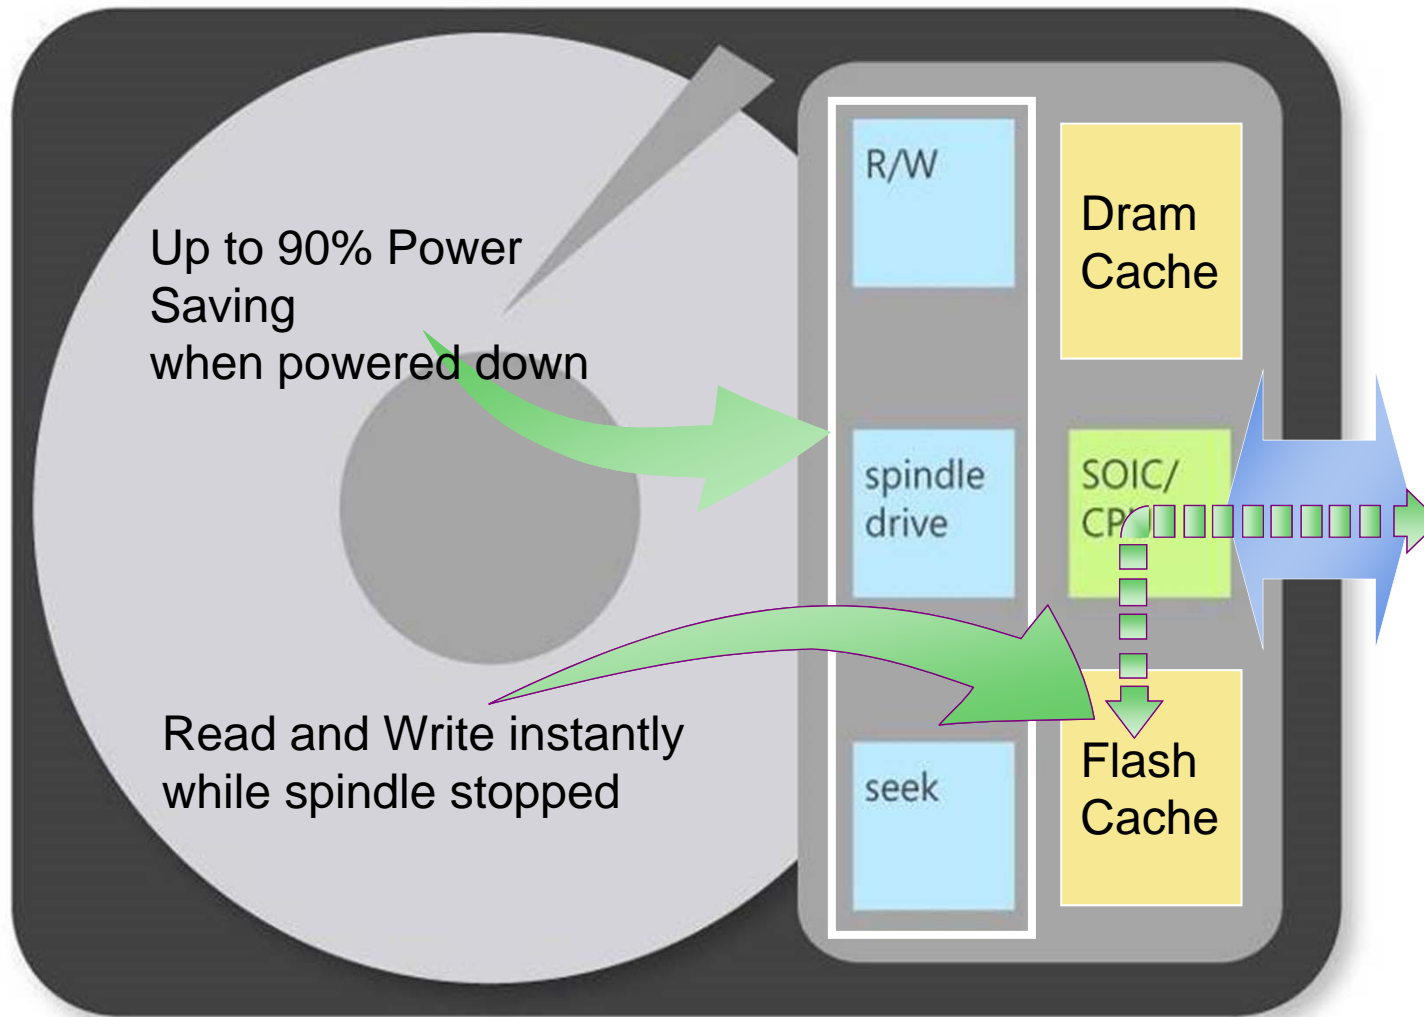 R/W
Dram
Cache
Up to 90% Power
Saving
when powered down
spindle
drive
SOIC/
CPU
Read and Write instantly
while spindle stopped
seek
Flash
Cache